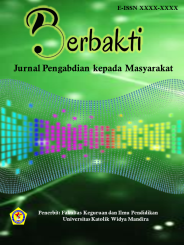 E-ISSN XXXX-XXXX
Berbakti
Jurnal Pengabdian kepada Masyarakat
Penerbit: Fakultas Keguruan dan Ilmu Pendidikan
Universitas Katolik Widya Mandira